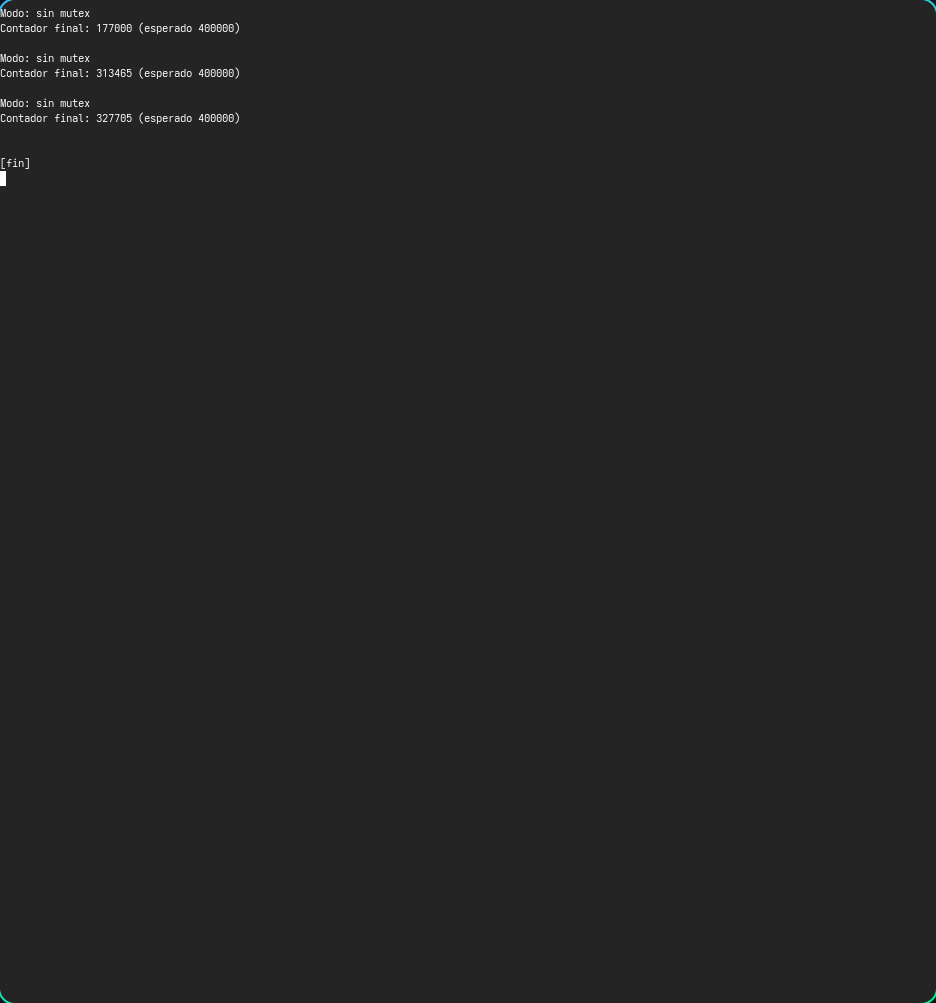 Modo: sin mutex
Contador final: 177000 (esperado 400000)
Modo: sin mutex
Contador final: 313465 (esperado 400000)
Modo: sin mutex
Contador final: 327705 (esperado 400000)
[fin]